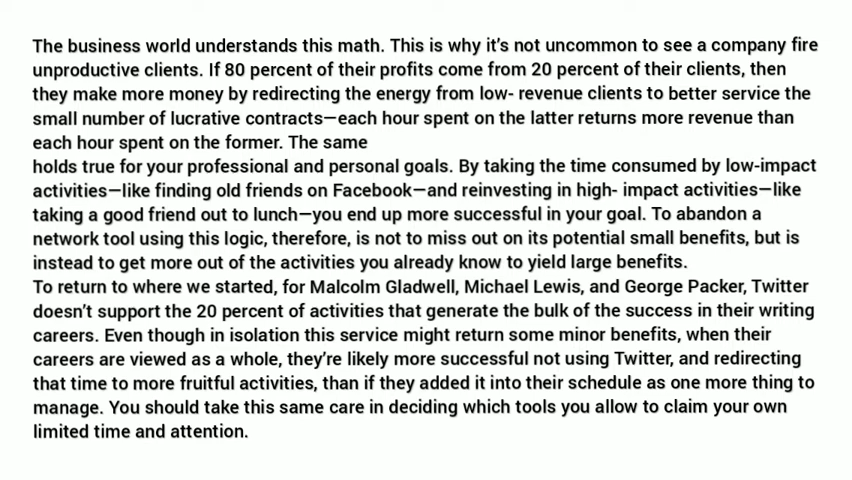 The business world understands this math. This is why it’s not uncommon to see a company fire
unproductive clients. If 80 percent of their profits come from 20 percent of their clients, then
they make more money by redirecting the energy from low- revenue clients to better service the
small number of lucrative contracts—each hour spent on the latter returns more revenue than
each hour spent on the former. The same
holds true for your professional and personal goals. By taking the time consumed by low-impact
activities—like finding old friends on Facebook—and reinvesting in high- impact activities—like
taking a good friend out to lunch—you end up more successful in your goal. To abandon a
network tool using this logic, therefore, is not to miss out on its potential small benefits, but is
instead to get more out of the activities you already know to yield large benefits.
To return to where we started, for Malcolm Gladwell, Michael Lewis, and George Packer, Twitter
doesn’t support the 20 percent of activities that generate the bulk of the success in their writing
careers. Even though in isolation this service might return some minor benefits, when their
careers are viewed as a whole, they’re likely more successful not using Twitter, and redirecting
that time to more fruitful activities, than if they added it into their schedule as one more thing to
manage. You should take this same care in deciding which tools you allow to claim your own
limited time and attention.